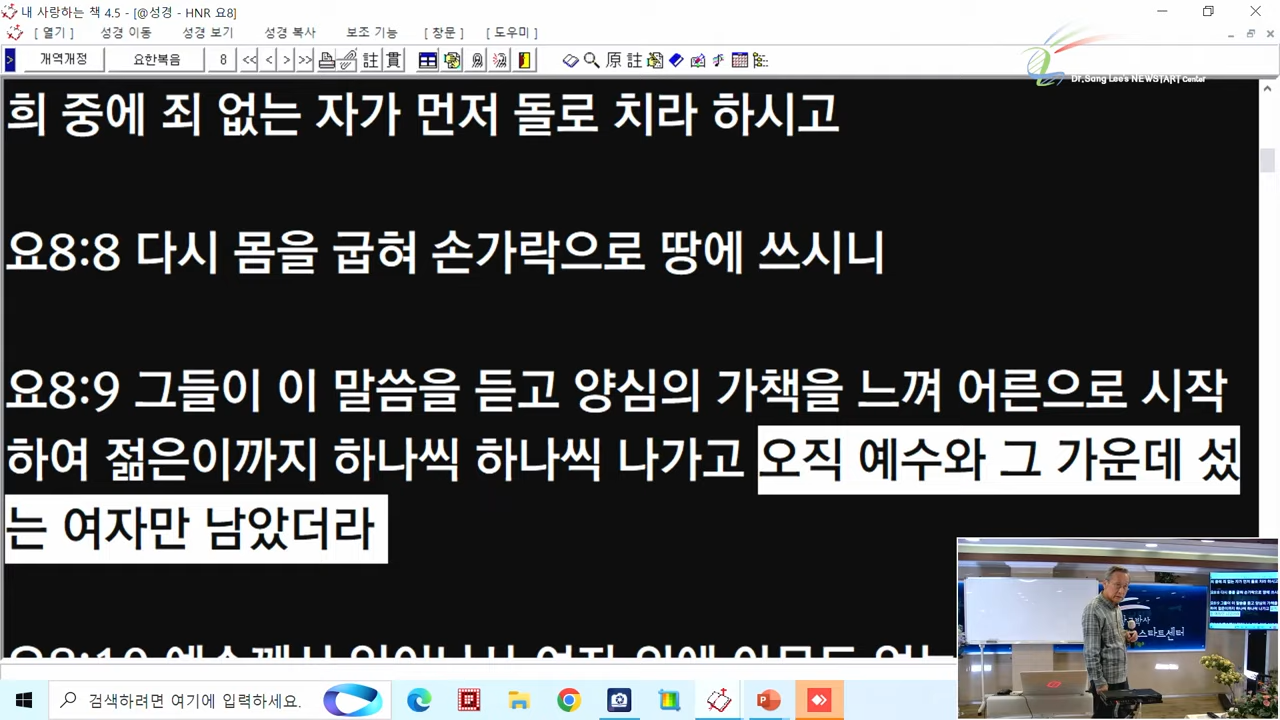 내 사랑하는 책 4.5 - [@성경 - HNR 요8]
[ 열기 ] 성경 이동 성경 보기 성경 복사 보조 기능 [ 창문 ] [ 도우미 ]
개역개정 요한복음 8 << < > >> 註 貫 原 註
Dr.Sang Lee's NEWSTART Center
희 중에 죄 없는 자가 먼저 돌로 치라 하시고
요8:8 다시 몸을 굽혀 손가락으로 땅에 쓰시니
요8:9 그들이 이 말씀을 듣고 양심의 가책을 느껴 어른으로 시작
하여 젊은이까지 하나씩 하나씩 나가고 오직 예수와 그 가운데 섰
는 여자만 남았더라
검색하려면 여기에 입력하세요.